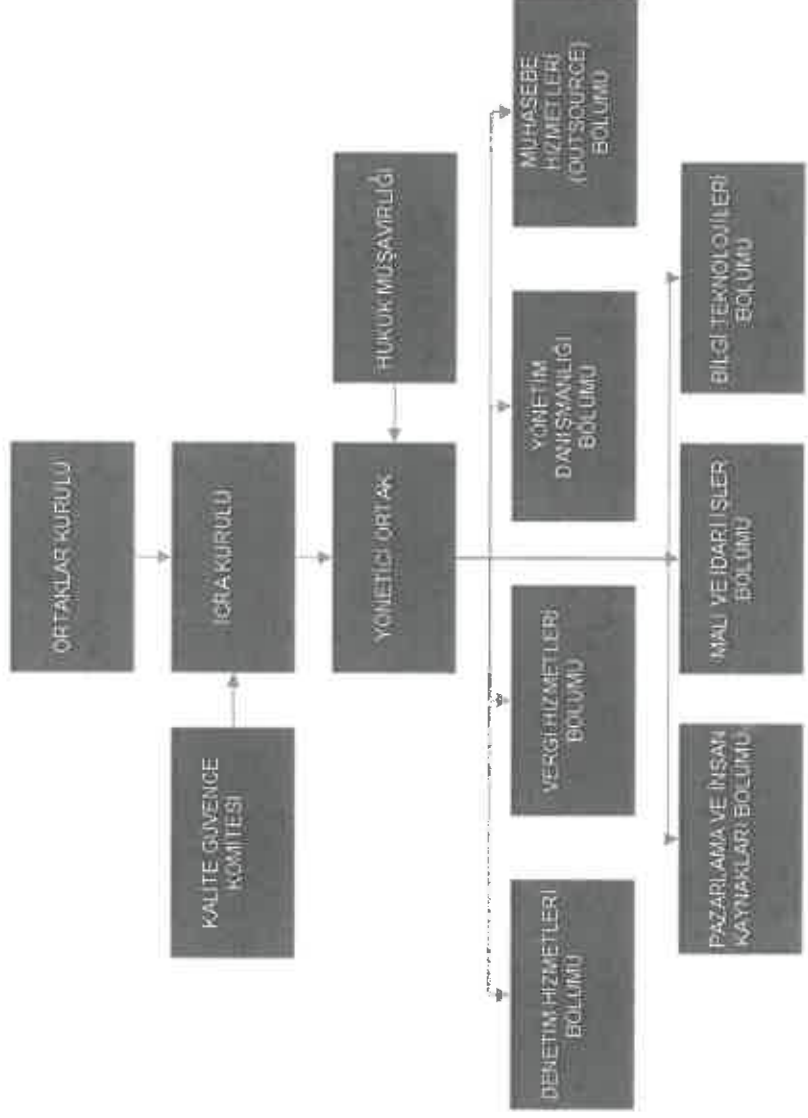 ORTAKLAR KURULU
KALİTE GÜVENCE
KOMİTESİ
İCRA KURULU
YÖNETİCİ ORTAK
HUKUK MÜŞAVİRLİĞİ
DENETİM HİZMETLERİ
BÖLÜMÜ
VERGİ HİZMETLERİ
BÖLÜMÜ
YÖNETİM
DANIŞMANLIĞI
BÖLÜMÜ
MUHASEBE
HİZMETLERİ
(OUTSOURCE)
BÖLÜMÜ
PAZARLAMA VE İNSAN
KAYNAKLARI BÖLÜMÜ
MALİ VE İDARİ İŞLER
BÖLÜMÜ
BİLGİ TEKNOLOJİLERİ
BÖLÜMÜ